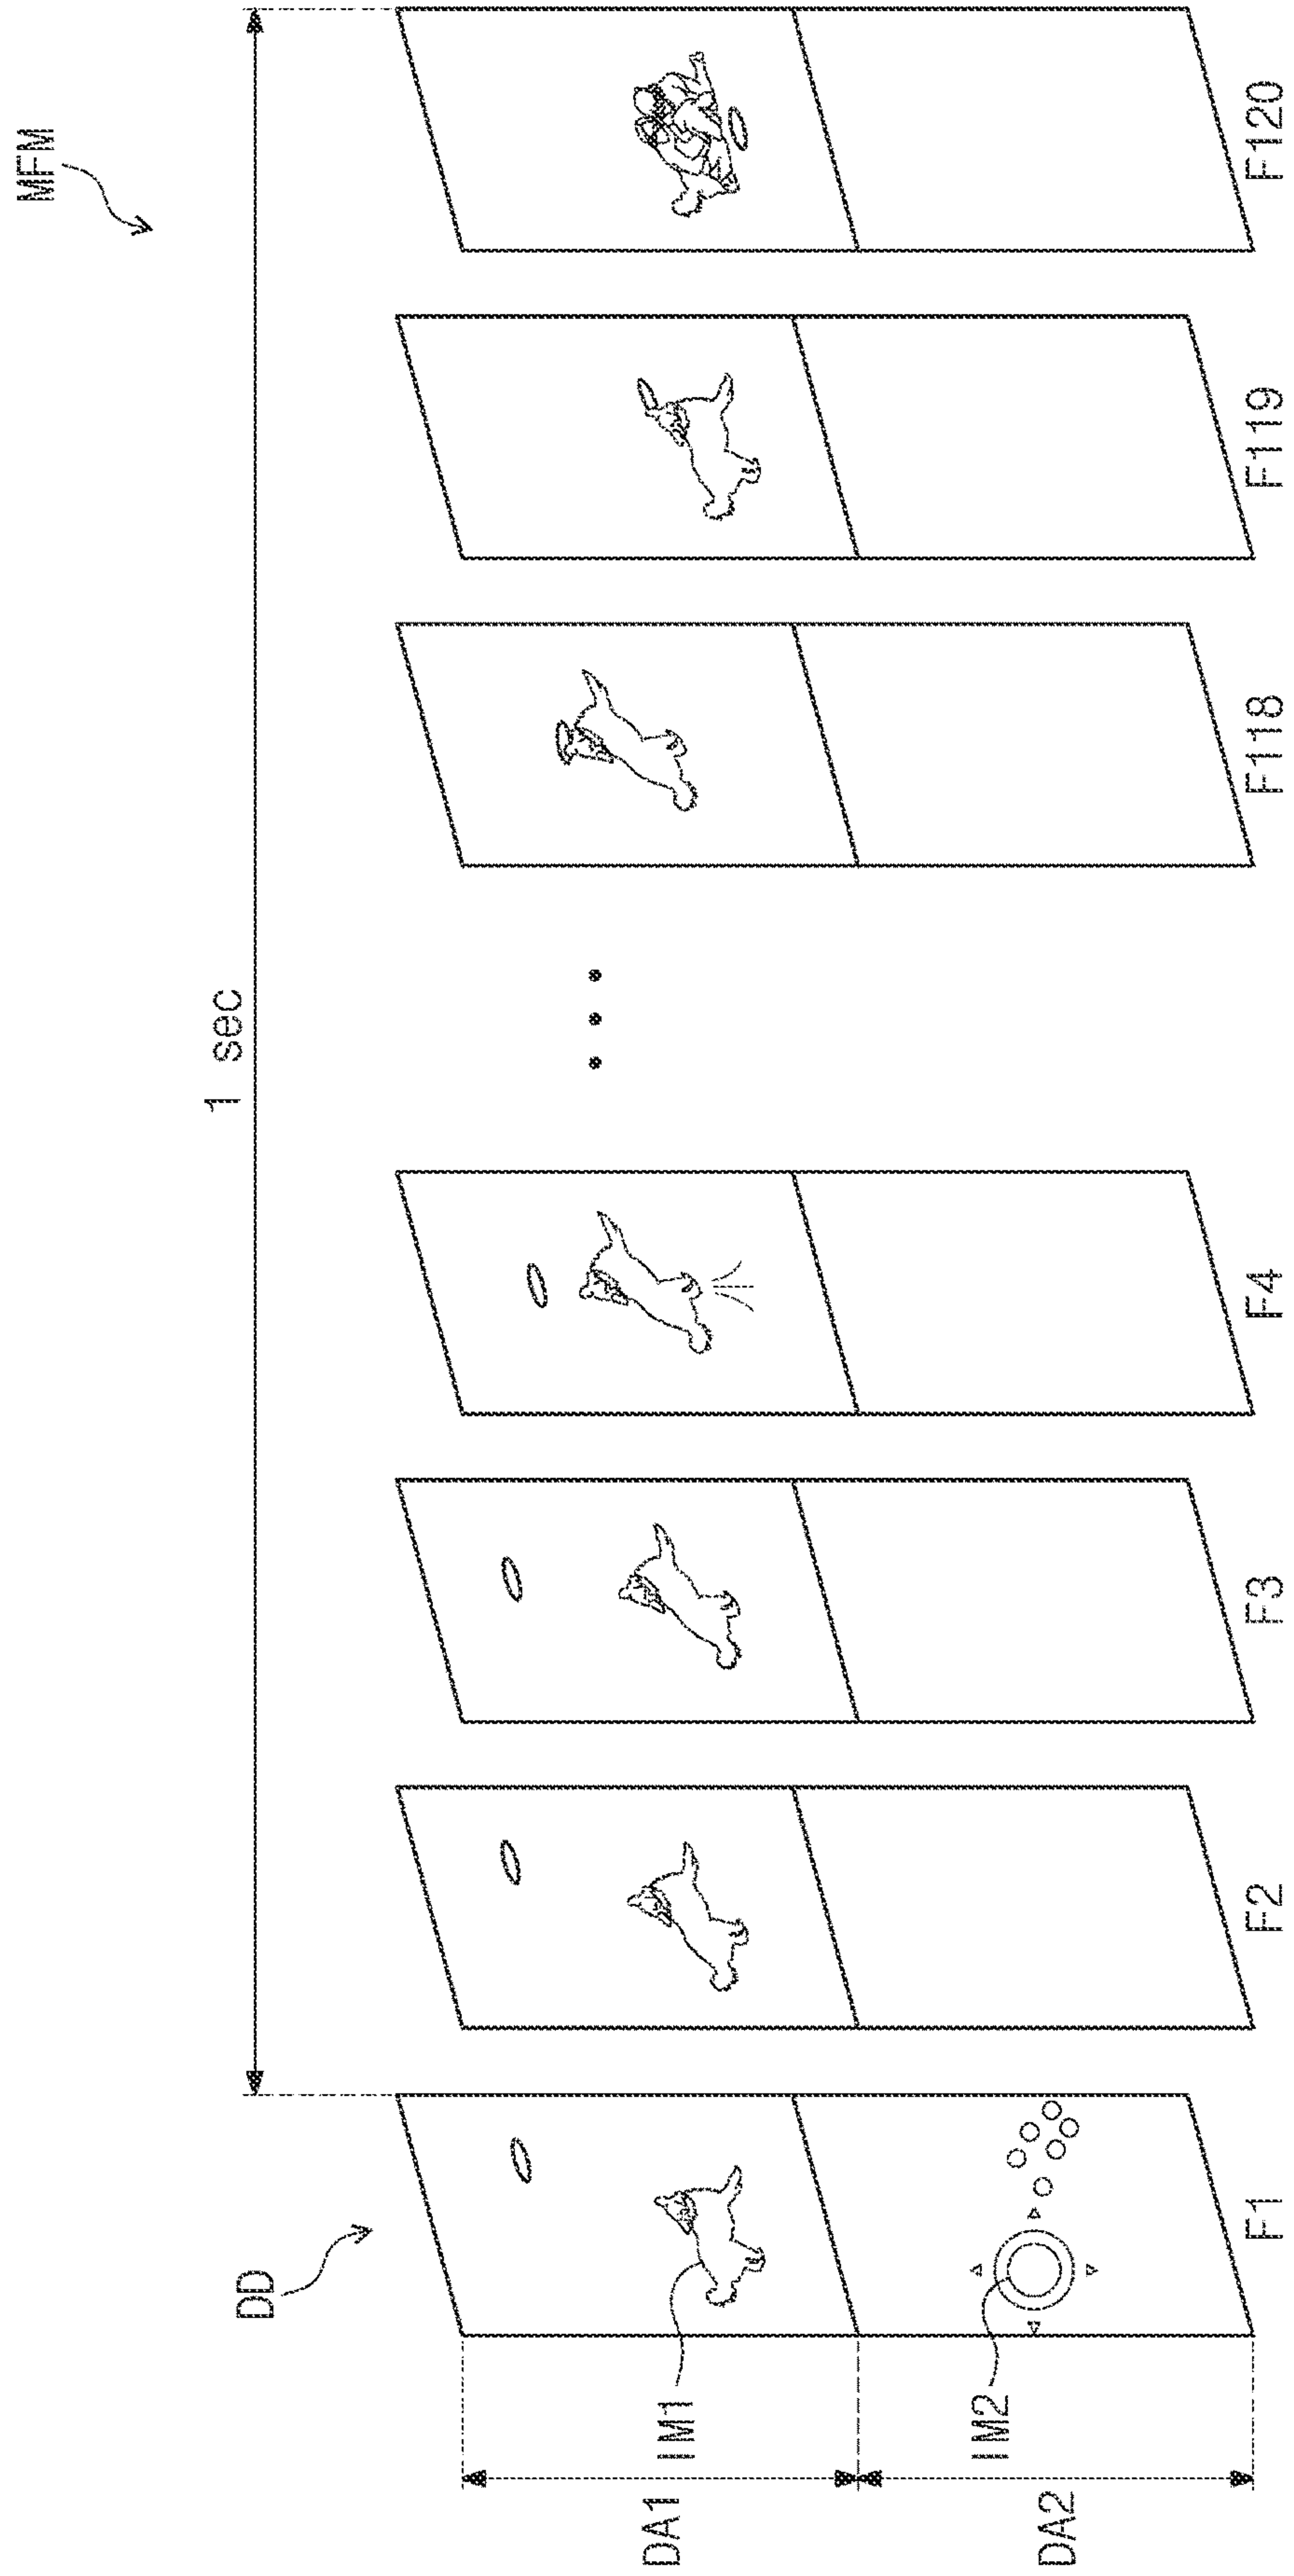 MFM
1 sec
DD
DA1
IM1
DA2
IM2
F1
F2
F3
F4
F118
F119
F120